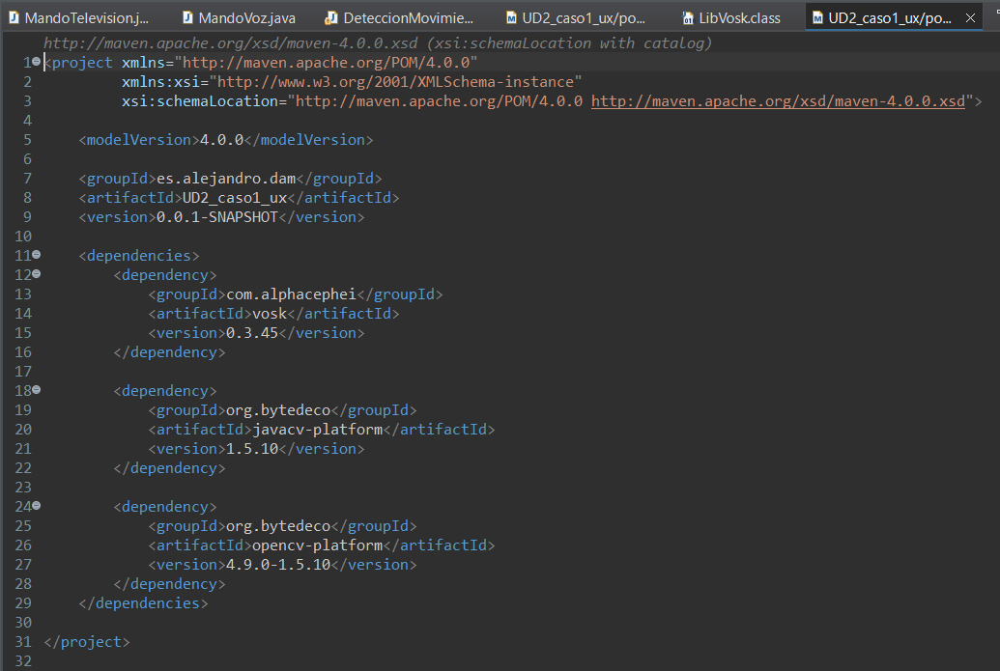 MandoTelevision.j...
MandoVoz.java
DeteccionMovimie...
UD2_caso1_ux/po...
LibVosk.class
UD2_caso1_ux/po...
http://maven.apache.org/xsd/maven-4.0.0.xsd (xsi:schemaLocation with catalog)
1 <project xmlns="http://maven.apache.org/POM/4.0.0"
2 xmlns:xsi="http://www.w3.org/2001/XMLSchema-instance"
3 xsi:schemaLocation="http://maven.apache.org/POM/4.0.0 http://maven.apache.org/xsd/maven-4.0.0.xsd">
4
5 <modelVersion>4.0.0</modelVersion>
6
7 <groupId>es.alejandro.dam</groupId>
8 <artifactId>UD2_caso1_ux</artifactId>
9 <version>0.0.1-SNAPSHOT</version>
10
11 <dependencies>
12 <dependency>
13 <groupId>com.alphacephei</groupId>
14 <artifactId>vosk</artifactId>
15 <version>0.3.45</version>
16 </dependency>
17
18 <dependency>
19 <groupId>org.bytedeco</groupId>
20 <artifactId>javacv-platform</artifactId>
21 <version>1.5.10</version>
22 </dependency>
23
24 <dependency>
25 <groupId>org.bytedeco</groupId>
26 <artifactId>opencv-platform</artifactId>
27 <version>4.9.0-1.5.10</version>
28 </dependency>
29 </dependencies>
30
31 </project>
32